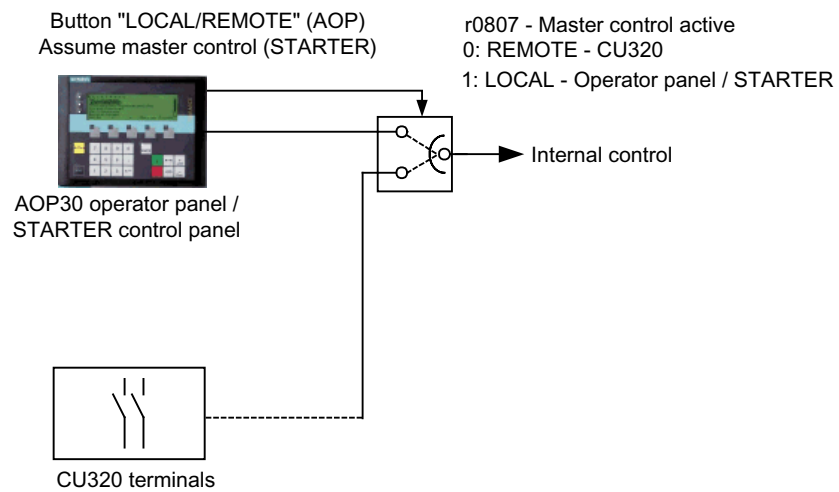 Button "LOCAL/REMOTE" (AOP)
Assume master control (STARTER)
r0807 - Master control active
0: REMOTE - CU320
1: LOCAL - Operator panel / STARTER
Internal control
AOP30 operator panel /
STARTER control panel
CU320 terminals